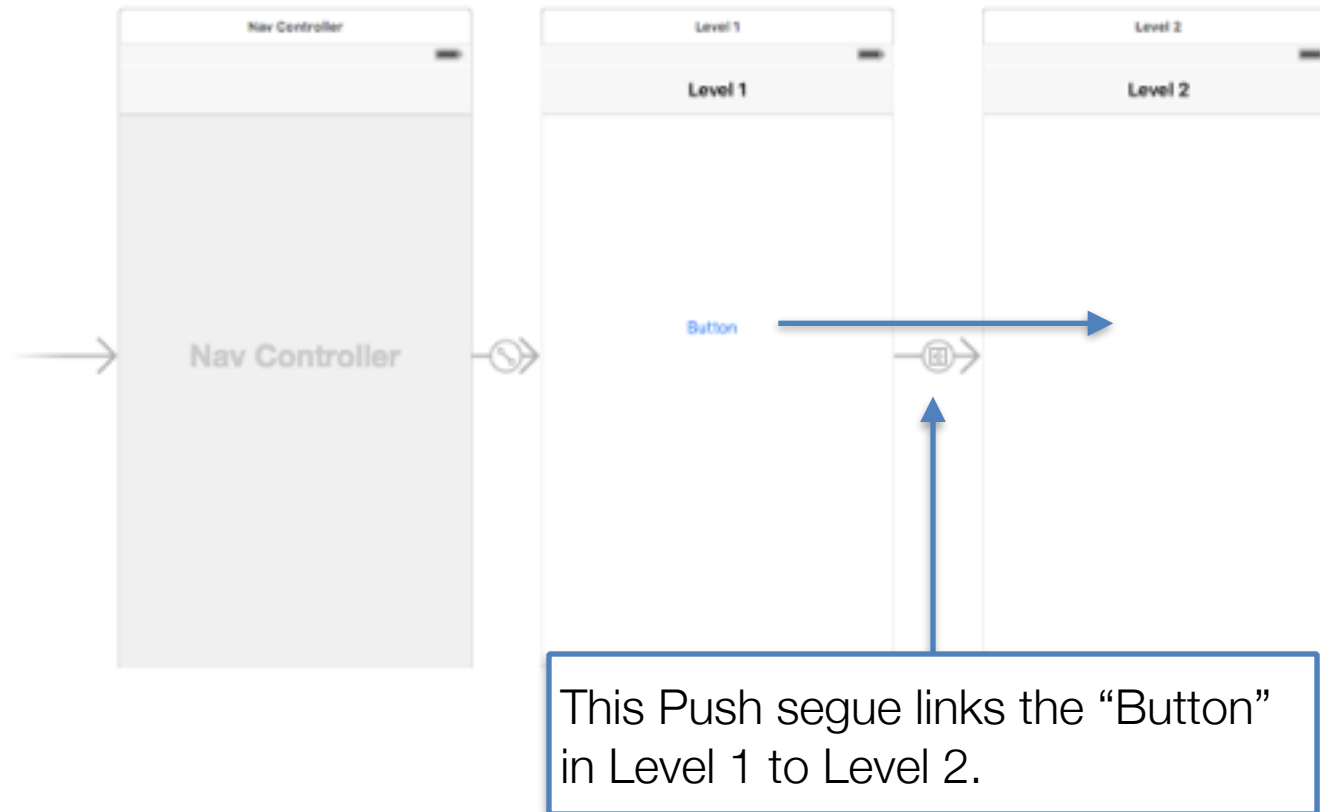 Nav Controller
Level 1
Level 2
Level 1
Level 2
Button
Nav Controller
This Push segue links the “Button”
in Level 1 to Level 2.